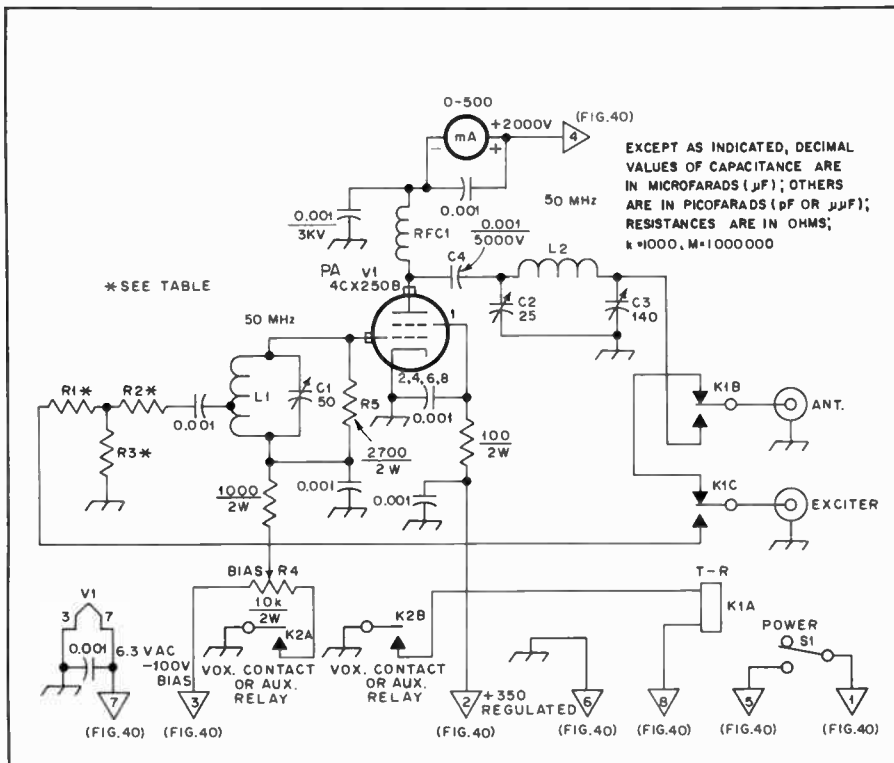 0-500
mA
- +
+2000V
4
(FIG.40)
EXCEPT AS INDICATED, DECIMAL
VALUES OF CAPACITANCE ARE
IN MICROFARADS (µF); OTHERS
ARE IN PICOFARADS (pF OR µµF);
RESISTANCES ARE IN OHMS;
k=1000, M=1000000
0.001
3KV
0.001
RFC1
50 MHz
0.001
5000V
C4
L2
PA V1
4CX250B
1
C2
25
C3
140
*SEE TABLE
50 MHz
R1*
R2*
0.001
L1
C1
50
R5
2,4,6,8
0.001
K1B
ANT.
R3*
2700
2W
100
2W
1000
2W
0.001
0.001
K1C
EXCITER
BIAS
R4
10k
2W
V1
3 7
0.001
6.3 VAC
-100V
BIAS
K2A
VOX. CONTACT
OR AUX.
RELAY
K2B
VOX. CONTACT
OR AUX.
RELAY
+350
REGULATED
T-R
K1A
POWER
S1
7
(FIG.40)
3
(FIG.40)
2
(FIG.40)
6
(FIG.40)
8
(FIG.40)
5
(FIG.40)
1
(FIG.40)